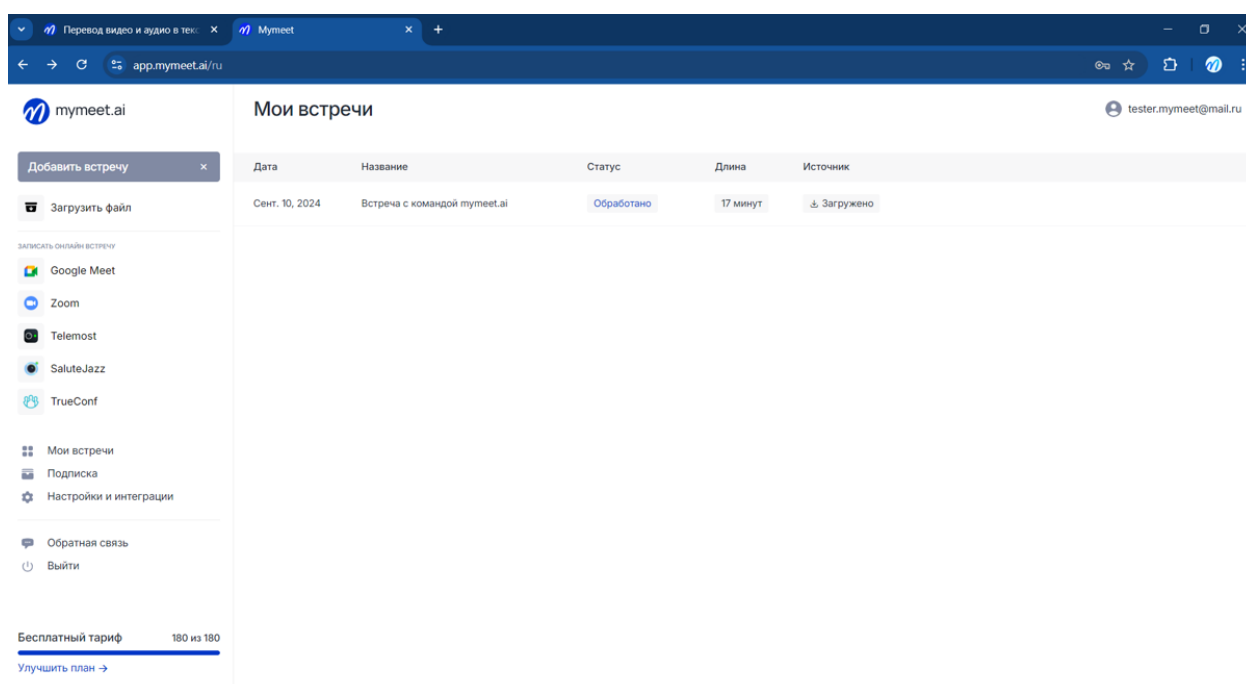 Перевод видео и аудио в текс
Mymeet
app.mymeet.ai/ru
mymeet.ai
Мои встречи
tester.mymeet@mail.ru
Добавить встречу
Дата Название Статус Длина Источник
Загрузить файл
Сент. 10, 2024 Встреча с командой mymeet.ai Обработано 17 минут Загружено
ЗАПИСАТЬ ОНЛАЙН ВСТРЕЧУ
Google Meet
Zoom
Telemost
SaluteJazz
TrueConf
Мои встречи
Подписка
Настройки и интеграции
Обратная связь
Выйти
Бесплатный тариф 180 из 180
Улучшить план →